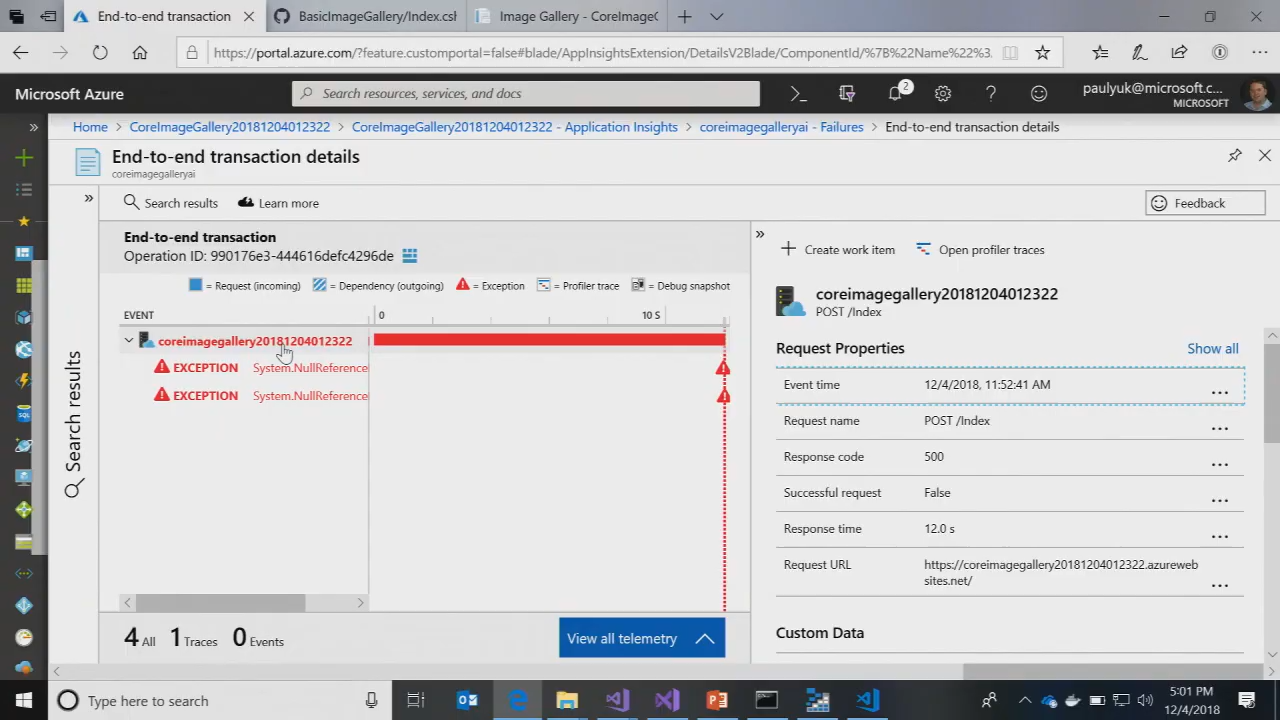 End-to-end transaction
BasicImageGallery/Index.csh
Image Gallery - CoreImageG
https://portal.azure.com/?feature.customportal=false#blade/AppInsightsExtension/DetailsV2Blade/ComponentId/%7B%22Name%22%3.
Microsoft Azure
Search resources, services, and docs
2
paulyuk@microsoft.c...
MICROSOFT
Home > CoreImageGallery20181204012322 > CoreImageGallery20181204012322 - Application Insights > coreimagegalleryai - Failures > End-to-end transaction details
End-to-end transaction details
coreimagegalleryai
Search results
Learn more
Feedback
Search results
End-to-end transaction
Operation ID: 990176e3-444616defc4296de
= Request (incoming)
= Dependency (outgoing)
= Exception
= Profiler trace
= Debug snapshot
EVENT
0
10 S
coreimagegallery20181204012322
EXCEPTION System.NullReference
EXCEPTION System.NullReference
4 All 1 Traces 0 Events
View all telemetry
Create work item
Open profiler traces
coreimagegallery20181204012322
POST /Index
Request Properties
Show all
Event time 12/4/2018, 11:52:41 AM ...
Request name POST /Index ...
Response code 500 ...
Successful request False ...
Response time 12.0 s ...
Request URL https://coreimagegallery20181204012322.azureweb
sites.net/ ...
Custom Data
SQL
Type here to search
5:01 PM
12/4/2018